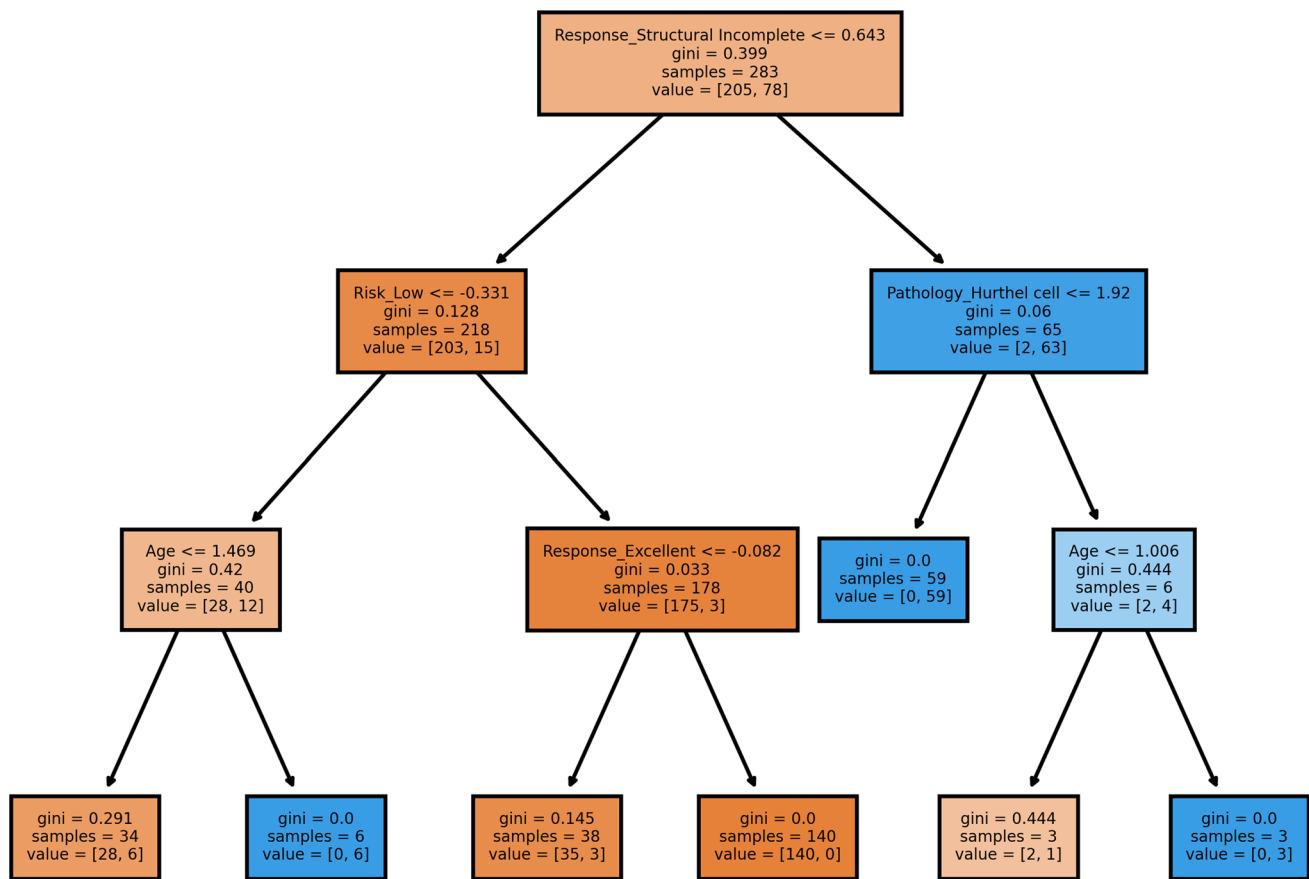 Response_Structural Incomplete <= 0.643
gini = 0.399
samples = 283
value = [205, 78]
Risk_Low <= -0.331
gini = 0.128
samples = 218
value = [203, 15]
Pathology_Hurthel cell <= 1.92
gini = 0.06
samples = 65
value = [2, 63]
Age <= 1.469
gini = 0.42
samples = 40
value = [28, 12]
Response_Excellent <= -0.082
gini = 0.033
samples = 178
value = [175, 3]
gini = 0.0
samples = 59
value = [0, 59]
Age <= 1.006
gini = 0.444
samples = 6
value = [2, 4]
gini = 0.291
samples = 34
value = [28, 6]
gini = 0.0
samples = 6
value = [0, 6]
gini = 0.145
samples = 38
value = [35, 3]
gini = 0.0
samples = 140
value = [140, 0]
gini = 0.444
samples = 3
value = [2, 1]
gini = 0.0
samples = 3
value = [0, 3]